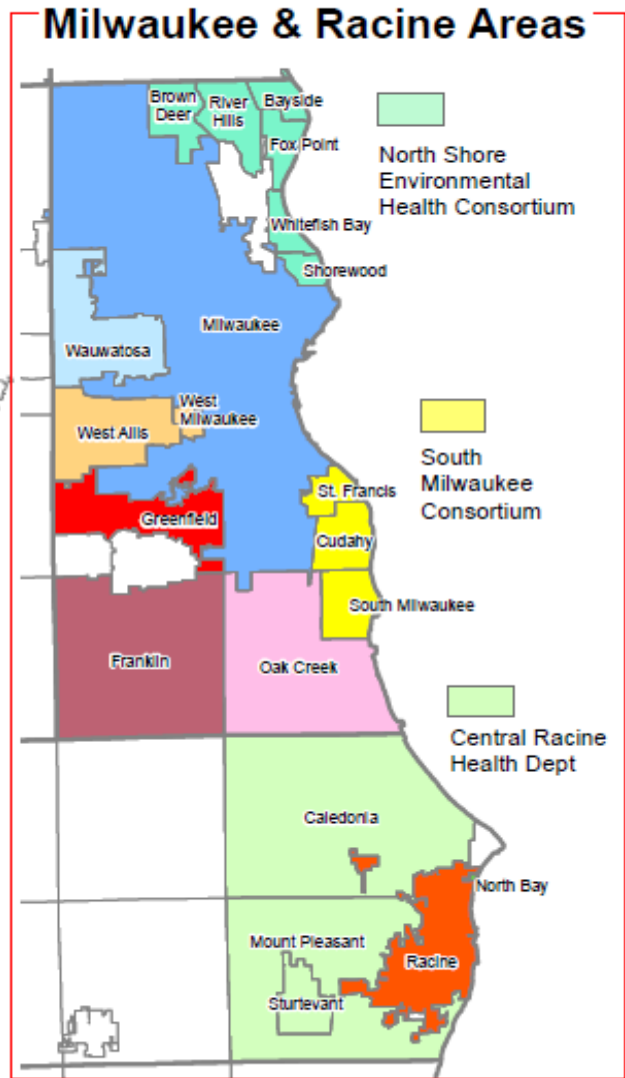 Milwaukee & Racine Areas
Brown
Deer
River
Hills
Bayside
Fox Point
North Shore
Environmental
Health Consortium
Whitefish Bay
Shorewood
Milwaukee
Wauwatosa
West
Milwaukee
West Allis
South
Milwaukee
Consortium
St. Francis
Greenfield
Cudahy
South Milwaukee
Franklin
Oak Creek
Central Racine
Health Dept
Caledonia
North Bay
Mount Pleasant
Racine
Sturtevant